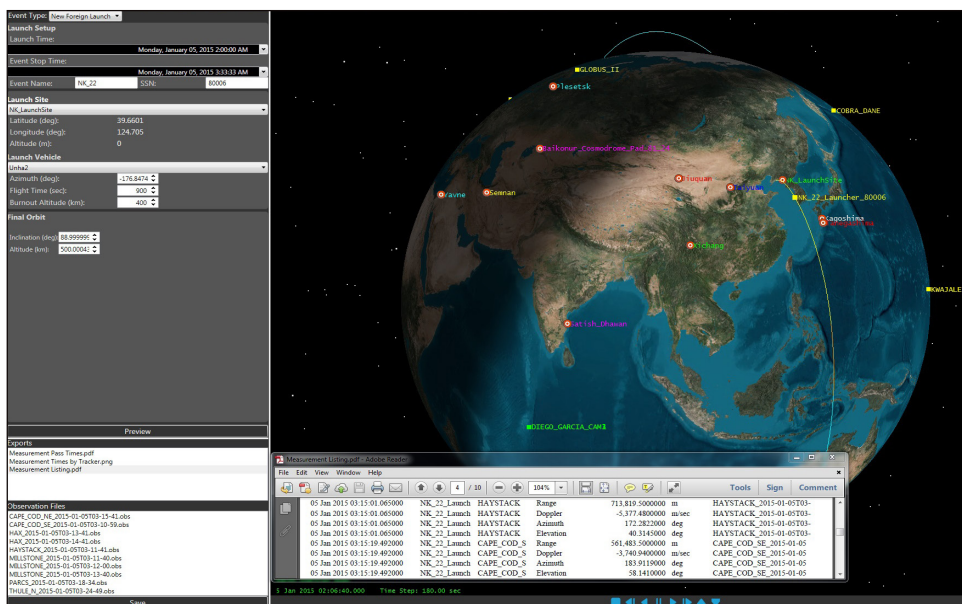 Event Type: New Foreign Launch
Launch Setup
Launch Time:
Monday, January 05, 2015 2:00:00 AM
Event Stop Time:
Monday, January 05, 2015 3:33:33 AM
Event Name: NK_22 SSN: 80006
Launch Site
NK_LaunchSite
Latitude (deg): 39.6601
Longitude (deg): 124.705
Altitude (m): 0
Launch Vehicle
Unha2
Azimuth (deg): -176.8474
Flight Time (sec): 900
Burnout Altitude (km): 400
Final Orbit
Inclination (deg) 88.999999
Altitude (km): 500.00043
Preview
Exports
Measurement Pass Times.pdf
Measurement Times by Tracker.png
Measurement Listing.pdf
Observation Files
CAPE_COD_NE_2015-01-05T03-15-41.obs
CAPE_COD_SE_2015-01-05T03-10-59.obs
HAX_2015-01-05T03-13-41.obs
HAX_2015-01-05T03-14-41.obs
HAYSTACK_2015-01-05T03-11-41.obs
MILLSTONE_2015-01-05T03-11-40.obs
MILLSTONE_2015-01-05T03-12-00.obs
MILLSTONE_2015-01-05T03-13-40.obs
PARCS_2015-01-05T03-18-34.obs
THULE_N_2015-01-05T03-24-49.obs
Save
GLOBUS_II
Plesetsk
COBRA_DANE
Semnan
Jiuquan
NK_LaunchSite
NK_22_Launcher_80006
Kagoshima
Xichang
KWAJALE
Satish_Dhawan
DIEGO_GARCIA_CAM
Measurement Listing.pdf - Adobe Reader
File Edit View Window Help
4 / 10 104% Tools Sign Comment
05 Jan 2015 03:15:01.065000 NK_22_Launch HAYSTACK Range 713,819.5000000 m HAYSTACK_2015-01-05T03-
05 Jan 2015 03:15:01.065000 NK_22_Launch HAYSTACK Doppler -5,377.4800000 m/sec HAYSTACK_2015-01-05T03-
05 Jan 2015 03:15:01.065000 NK_22_Launch HAYSTACK Azimuth 172.2822000 deg HAYSTACK_2015-01-05T03-
05 Jan 2015 03:15:01.065000 NK_22_Launch HAYSTACK Elevation 40.3145000 deg HAYSTACK_2015-01-05T03-
05 Jan 2015 03:15:19.492000 NK_22_Launch CAPE_COD_S Range 561,483.5000000 m CAPE_COD_SE_2015-01-05
05 Jan 2015 03:15:19.492000 NK_22_Launch CAPE_COD_S Doppler -3,740.9400000 m/sec CAPE_COD_SE_2015-01-05
05 Jan 2015 03:15:19.492000 NK_22_Launch CAPE_COD_S Azimuth 183.9119000 deg CAPE_COD_SE_2015-01-05
05 Jan 2015 03:15:19.492000 NK_22_Launch CAPE_COD_S Elevation 58.1410000 deg CAPE_COD_SE_2015-01-05
5 Jan 2015 02:06:40.000 Time Step: 180.00 sec